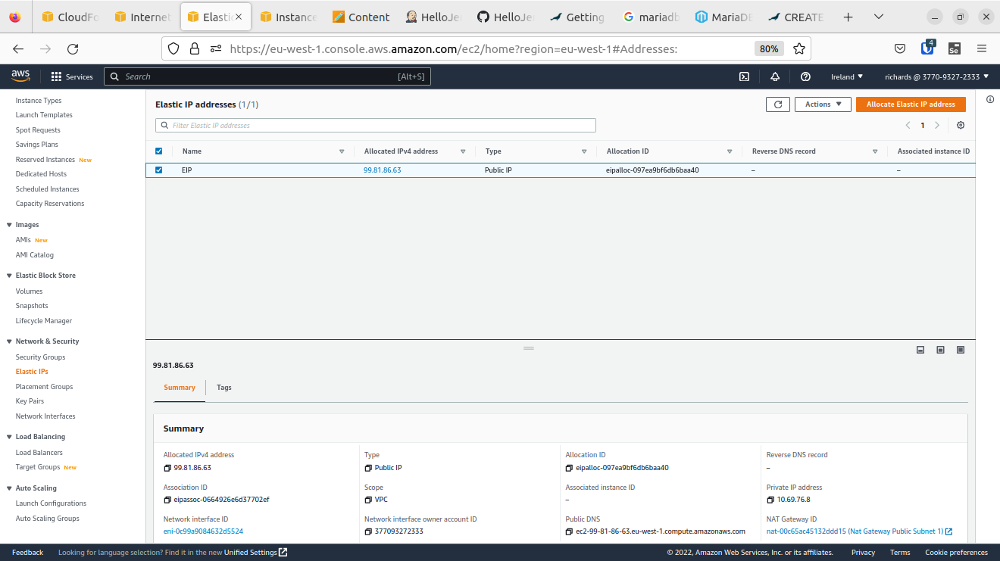 CloudFo
Internet
Elastic
Instance
Content
HelloJe
HelloJe
Getting
mariadb
MariaDB
CREATE
https://eu-west-1.console.aws.amazon.com/ec2/home?region=eu-west-1#Addresses:
80%
4
Se
aws
Services
Search
[Alt+S]
Ireland
richards @ 3770-9327-2333
Instance Types
Launch Templates
Spot Requests
Savings Plans
Reserved Instances New
Dedicated Hosts
Scheduled Instances
Capacity Reservations
Images
AMIs New
AMI Catalog
Elastic Block Store
Volumes
Snapshots
Lifecycle Manager
Network & Security
Security Groups
Elastic IPs
Placement Groups
Key Pairs
Network Interfaces
Load Balancing
Load Balancers
Target Groups New
Auto Scaling
Launch Configurations
Auto Scaling Groups
Elastic IP addresses (1/1)
Actions
Allocate Elastic IP address
Filter Elastic IP addresses
1
Name
Allocated IPv4 address
Type
Allocation ID
Reverse DNS record
Associated instance ID
EIP
99.81.86.63
Public IP
eipalloc-097ea9bf6db6baa40
–
–
99.81.86.63
Summary
Tags
Summary
Allocated IPv4 address
99.81.86.63
Type
Public IP
Allocation ID
eipalloc-097ea9bf6db6baa40
Reverse DNS record
–
Association ID
eipassoc-0664926e6d37702ef
Scope
VPC
Associated instance ID
–
Private IP address
10.69.76.8
Network interface ID
eni-0c99a9084632d5524
Network interface owner account ID
377093272333
Public DNS
ec2-99-81-86-63.eu-west-1.compute.amazonaws.com
NAT Gateway ID
nat-00c65ac45132ddd15 (Nat Gateway Public Subnet 1)
Feedback
Looking for language selection? Find it in the new Unified Settings
© 2022, Amazon Web Services, Inc. or its affiliates.
Privacy
Terms
Cookie preferences